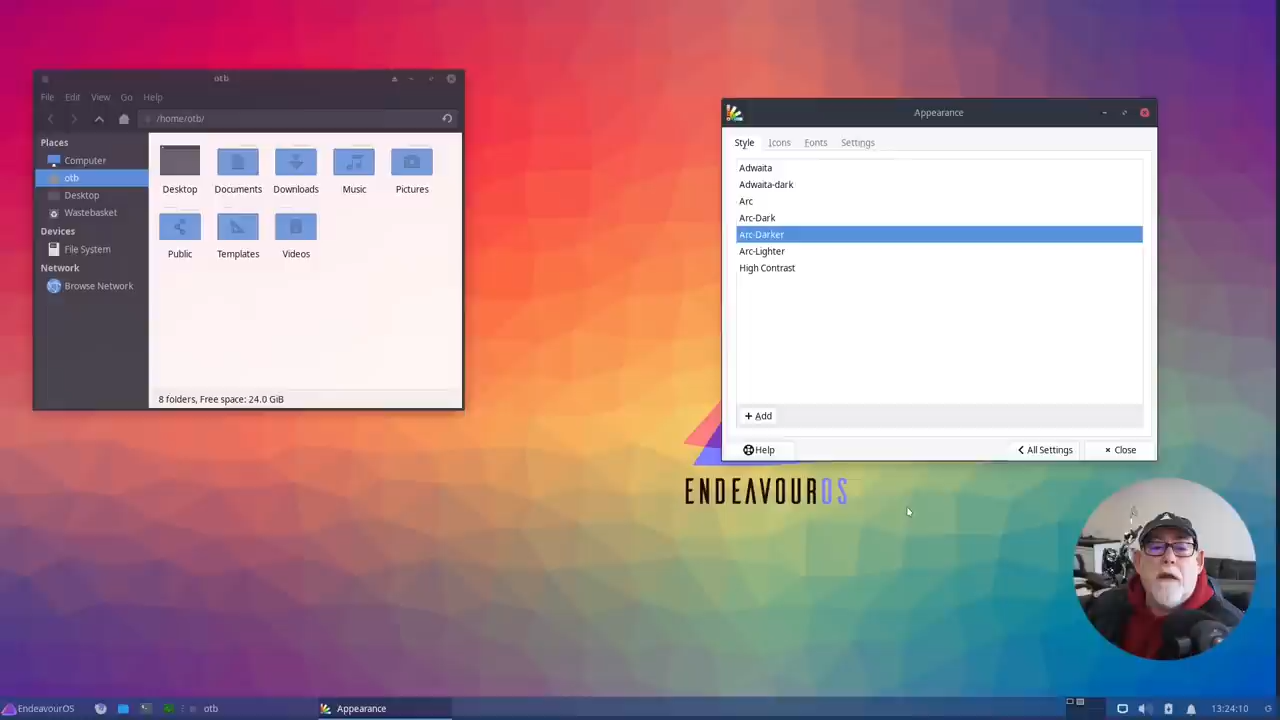 otb
File Edit View Go Help
/home/otb/
Places
Computer
otb
Desktop
Wastebasket
Devices
File System
Network
Browse Network
Desktop Documents Downloads Music Pictures
Public Templates Videos
8 folders, Free space: 24.0 GiB
Appearance
Style Icons Fonts Settings
Adwaita
Adwaita-dark
Arc
Arc-Dark
Arc-Darker
Arc-Lighter
High Contrast
+ Add
Help All Settings × Close
ENDEAVOUROS
EndeavourOS otb Appearance 13:24:10